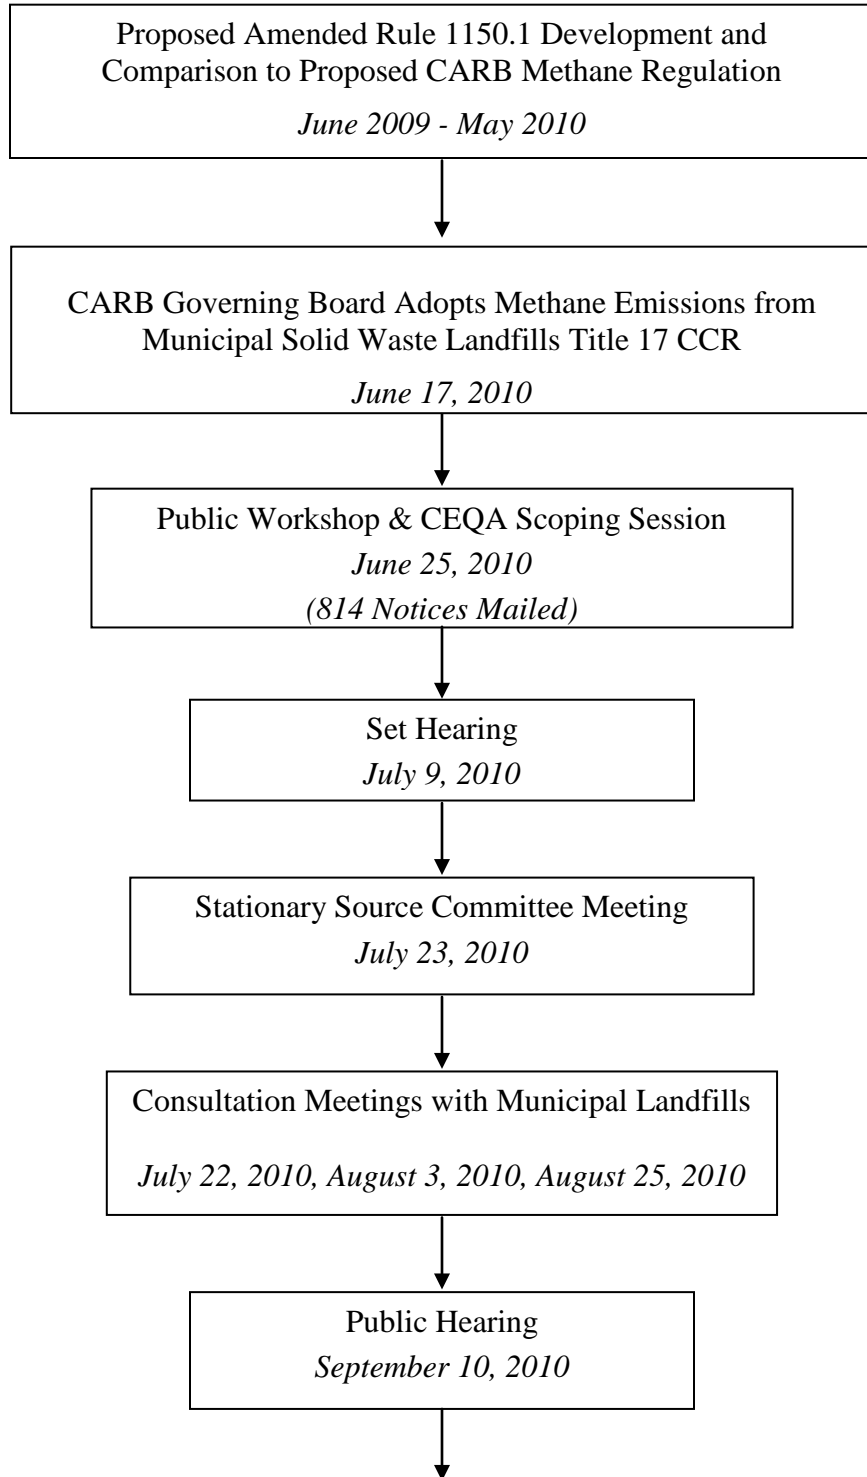 Proposed Amended Rule 1150.1 Development and
Comparison to Proposed CARB Methane Regulation
June 2009 - May 2010
CARB Governing Board Adopts Methane Emissions from
Municipal Solid Waste Landfills Title 17 CCR
June 17, 2010
Public Workshop & CEQA Scoping Session
June 25, 2010
(814 Notices Mailed)
Set Hearing
July 9, 2010
Stationary Source Committee Meeting
July 23, 2010
Consultation Meetings with Municipal Landfills
July 22, 2010, August 3, 2010, August 25, 2010
Public Hearing
September 10, 2010